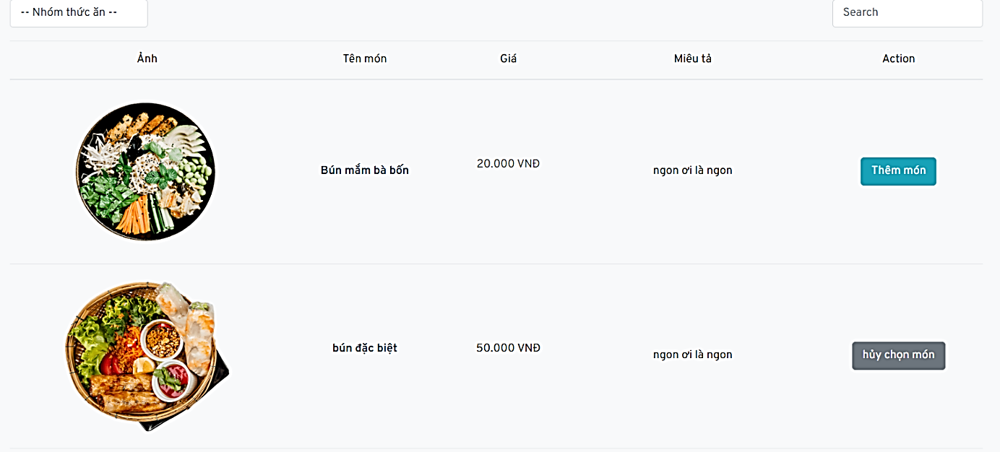 -- Nhóm thức ăn --
Search
Ảnh Tên món Giá Miêu tả Action
Bún mắm bà bốn 20.000 VNĐ ngon ơi là ngon Thêm món
bún đặc biệt 50.000 VNĐ ngon ơi là ngon hủy chọn món